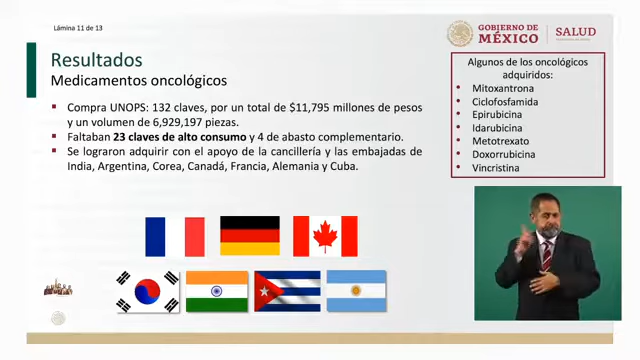 Lámina 11 de 13
GOBIERNO DE
MÉXICO
SALUD
Resultados
Medicamentos oncológicos
Compra UNOPS: 132 claves, por un total de $11,795 millones de pesos
y un volumen de 6,929,197 piezas.
Faltaban 23 claves de alto consumo y 4 de abasto complementario.
Se lograron adquirir con el apoyo de la cancillería y las embajadas de
India, Argentina, Corea, Canadá, Francia, Alemania y Cuba.
Algunos de los oncológicos
adquiridos:
Mitoxantrona
Ciclofosfamida
Epirubicina
Idarubicina
Metotrexato
Doxorrubicina
Vincristina